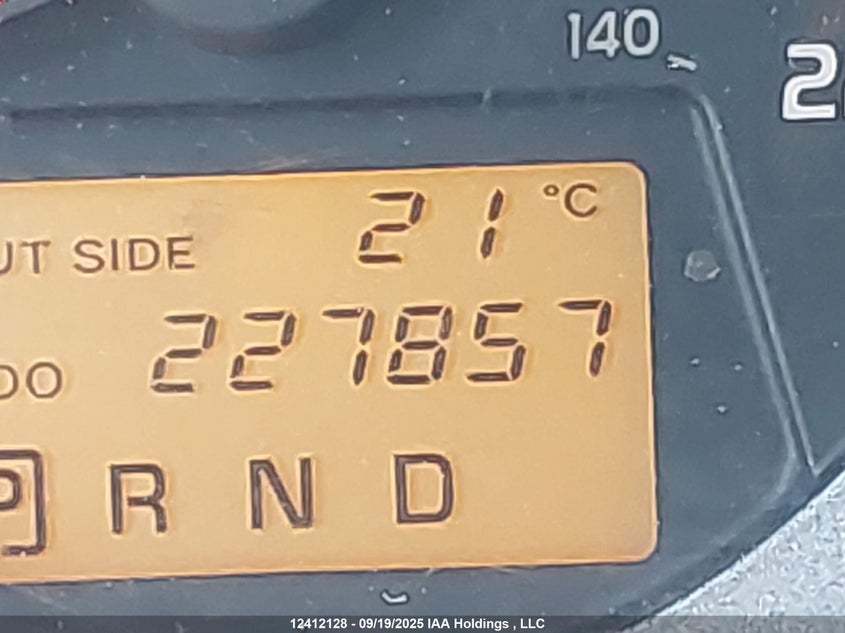 140
UT SIDE 21 °C
DO 227857
P R N D
12412128 - 09/19/2025 IAA Holdings , LLC